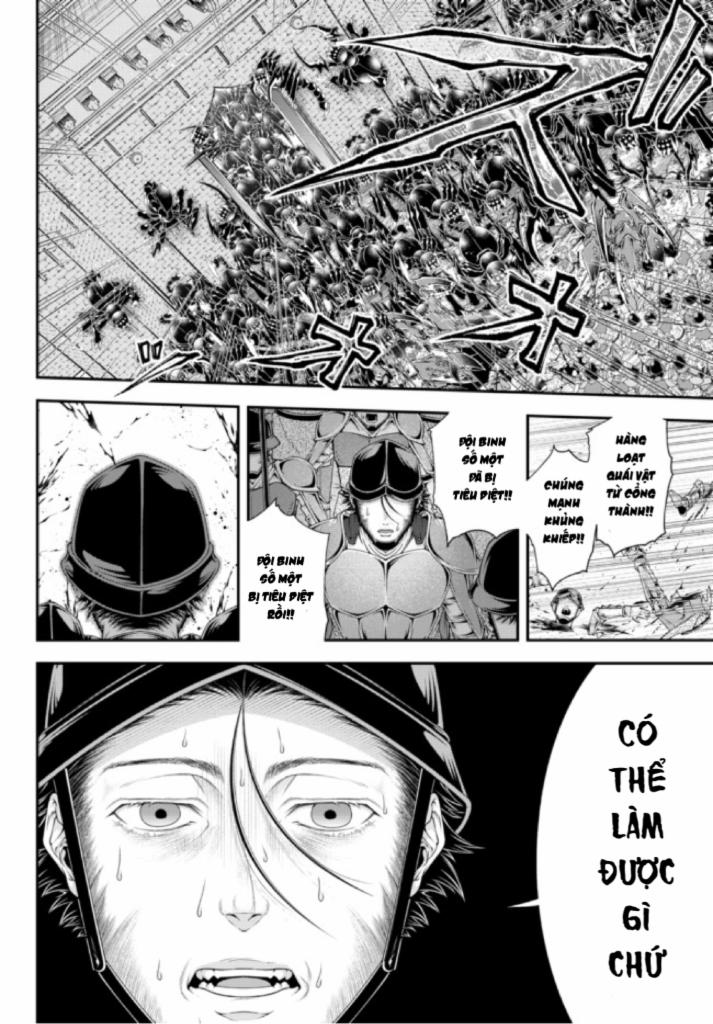 HÀNG
LOẠT
QUÁI VẬT
TỪ CỔNG
THÀNH!!
CHÚNG
MẠNH
KHỦNG
KHIẾP!!
ĐỘI BINH
SỐ MỘT
ĐÃ BỊ
TIÊU DIỆT!!
ĐỘI BINH
SỐ MỘT
BỊ TIÊU DIỆT
RỒI!!
CÓ
THỂ
LÀM
ĐƯỢC
GÌ
CHỨ